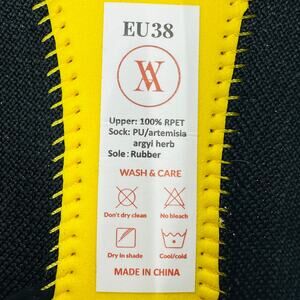 EU38
Upper: 100% RPET
Sock: PU/artemisia
argyi herb
Sole: Rubber
WASH & CARE
Don't dry clean
No bleach
Dry in shade
Cool/cold
MADE IN CHINA